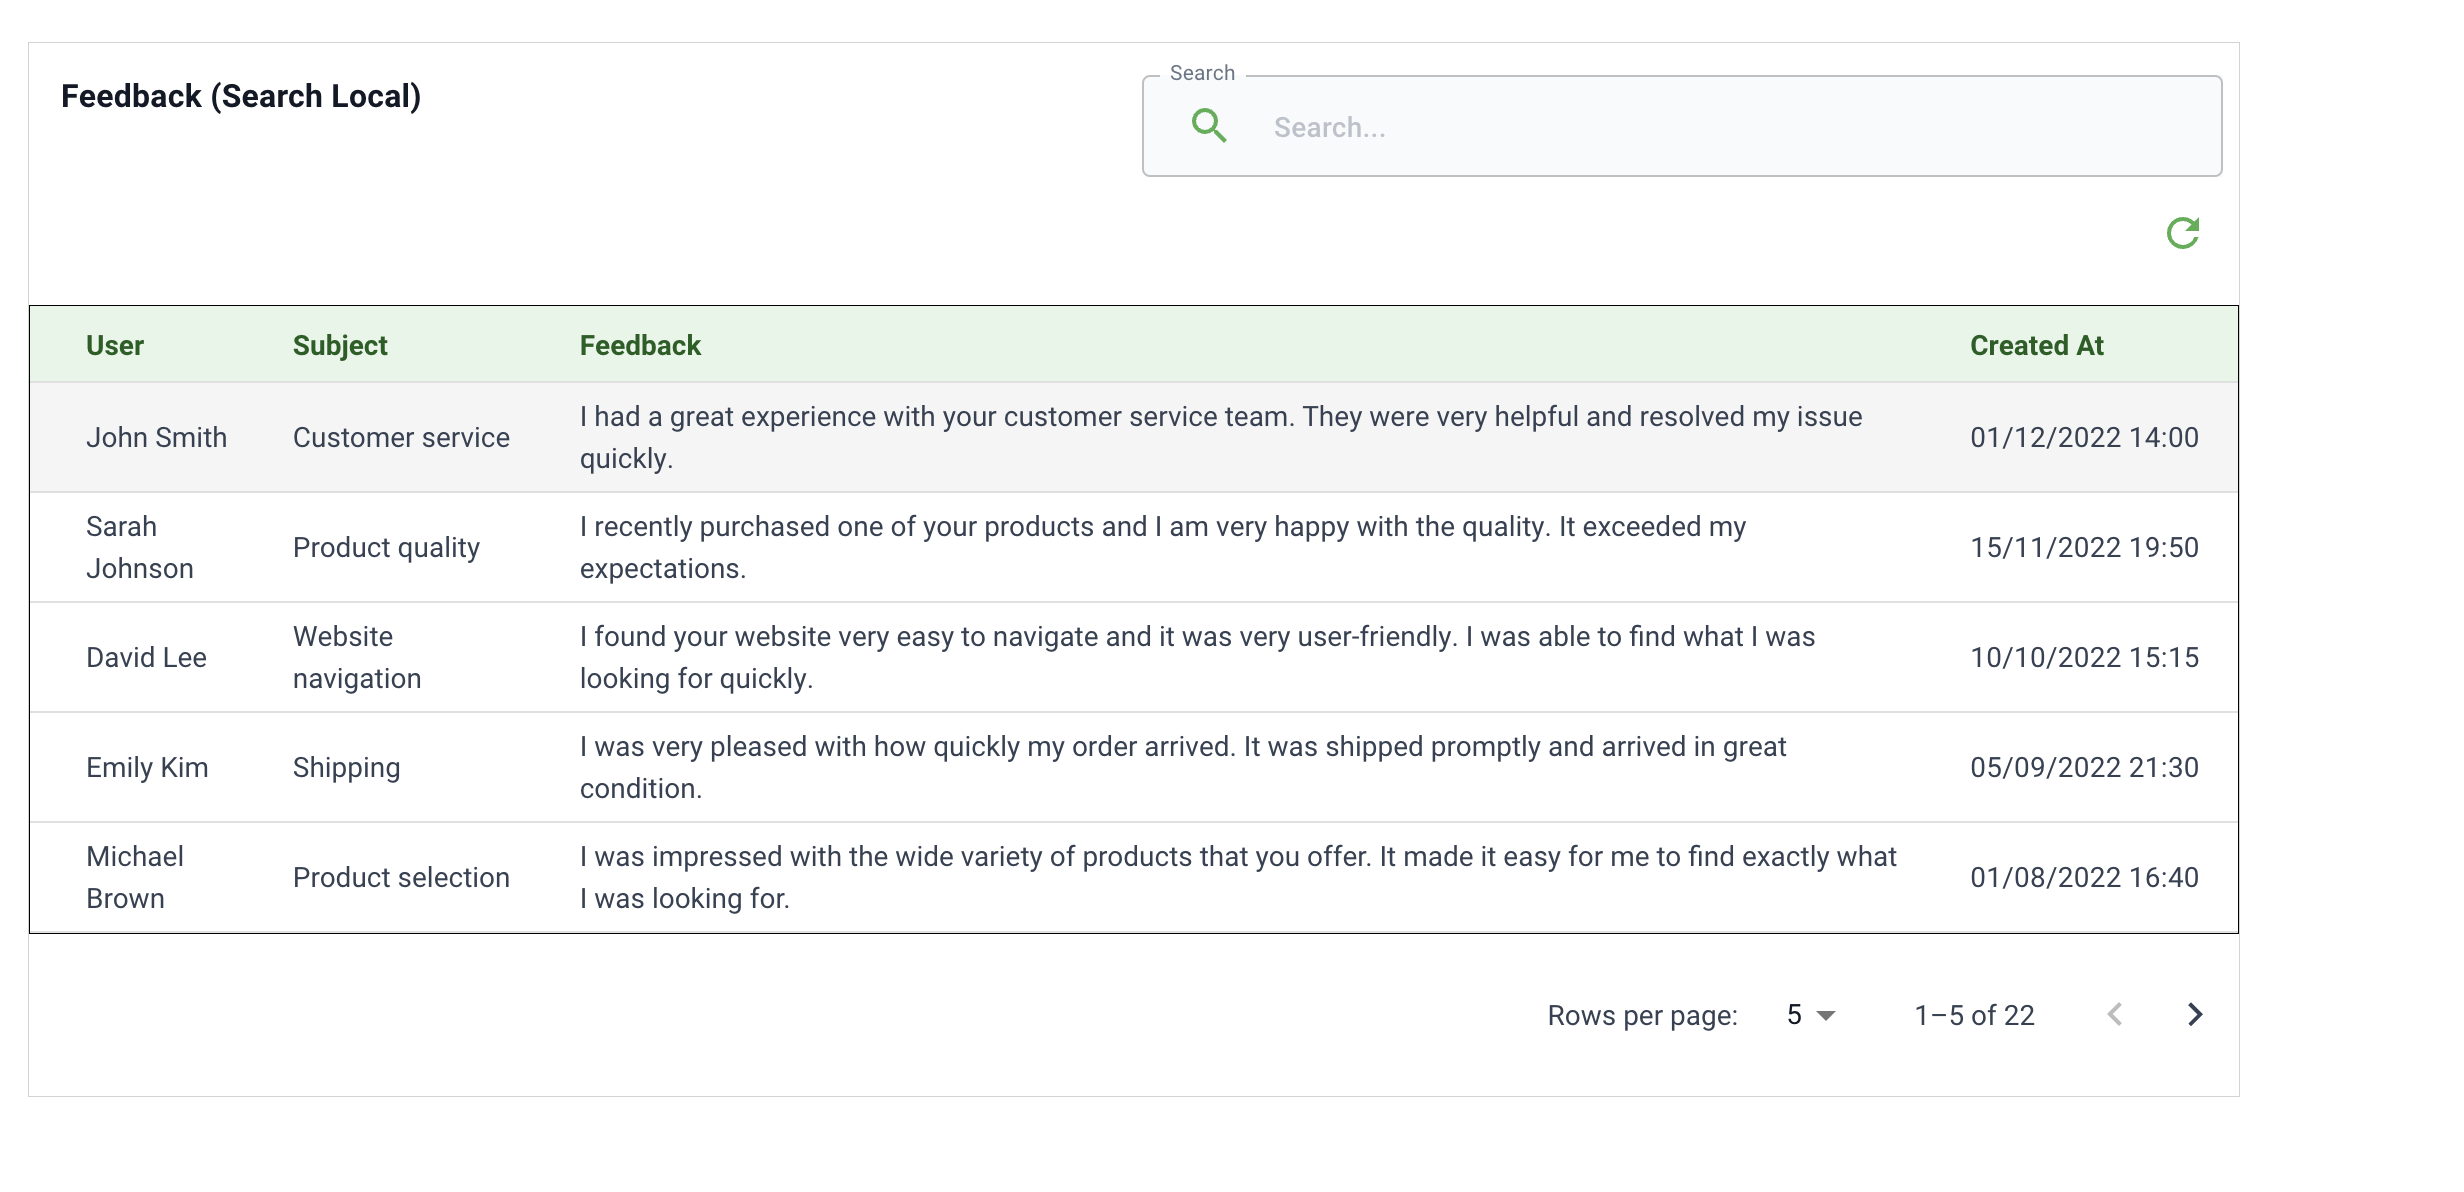 Feedback (Search Local)
Search
Search...
User Subject Feedback Created At
John Smith Customer service I had a great experience with your customer service team. They were very helpful and resolved my issue
quickly. 01/12/2022 14:00
Sarah
Johnson Product quality I recently purchased one of your products and I am very happy with the quality. It exceeded my
expectations. 15/11/2022 19:50
David Lee Website
navigation I found your website very easy to navigate and it was very user-friendly. I was able to find what I was
looking for quickly. 10/10/2022 15:15
Emily Kim Shipping I was very pleased with how quickly my order arrived. It was shipped promptly and arrived in great
condition. 05/09/2022 21:30
Michael
Brown Product selection I was impressed with the wide variety of products that you offer. It made it easy for me to find exactly what
I was looking for. 01/08/2022 16:40
Rows per page: 5 1–5 of 22